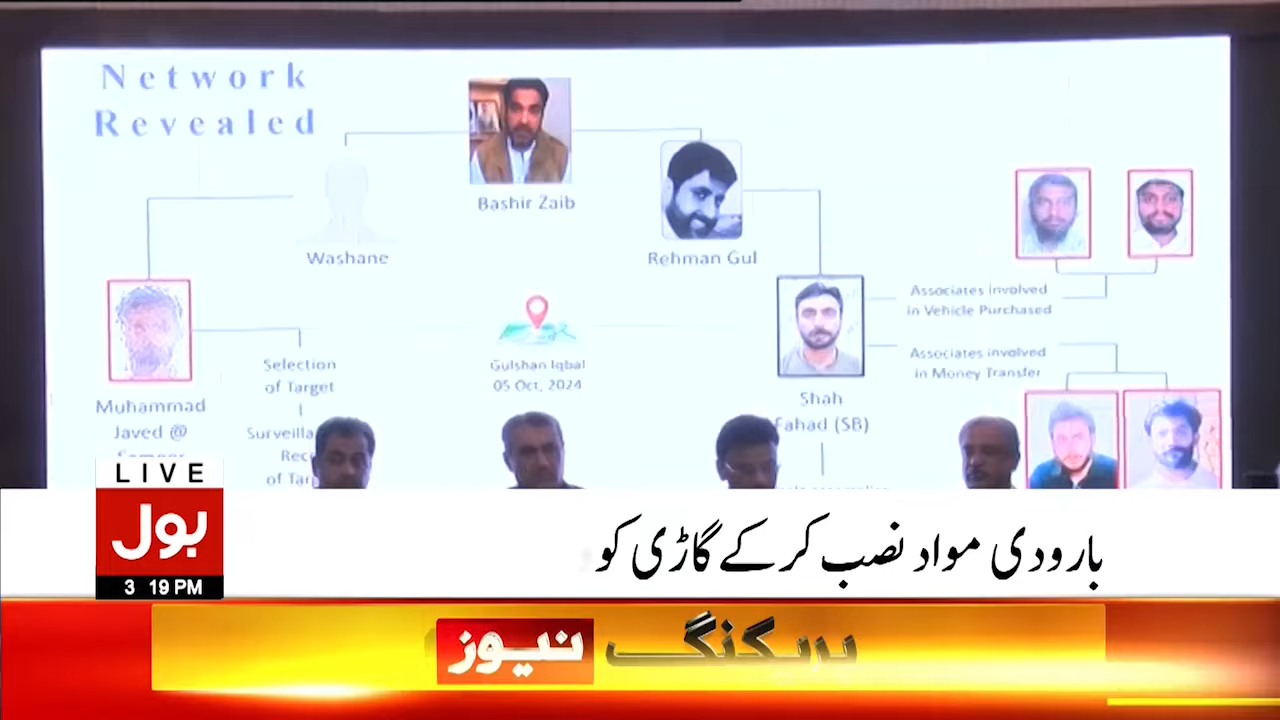 Network
Revealed
Bashir Zaib
Washane
Rehman Gul
Associates involved
in Vehicle Purchased
Gulshan Iqbal
05 Oct, 2024
Selection
of Target
Associates involved
in Money Transfer
Muhammad
Javed @
Shah
Fahad (SB)
of
LIVE
بول
3 19 PM
بارودی مواد نصب کرکے گاڑی کو
بریکنگ نیوز